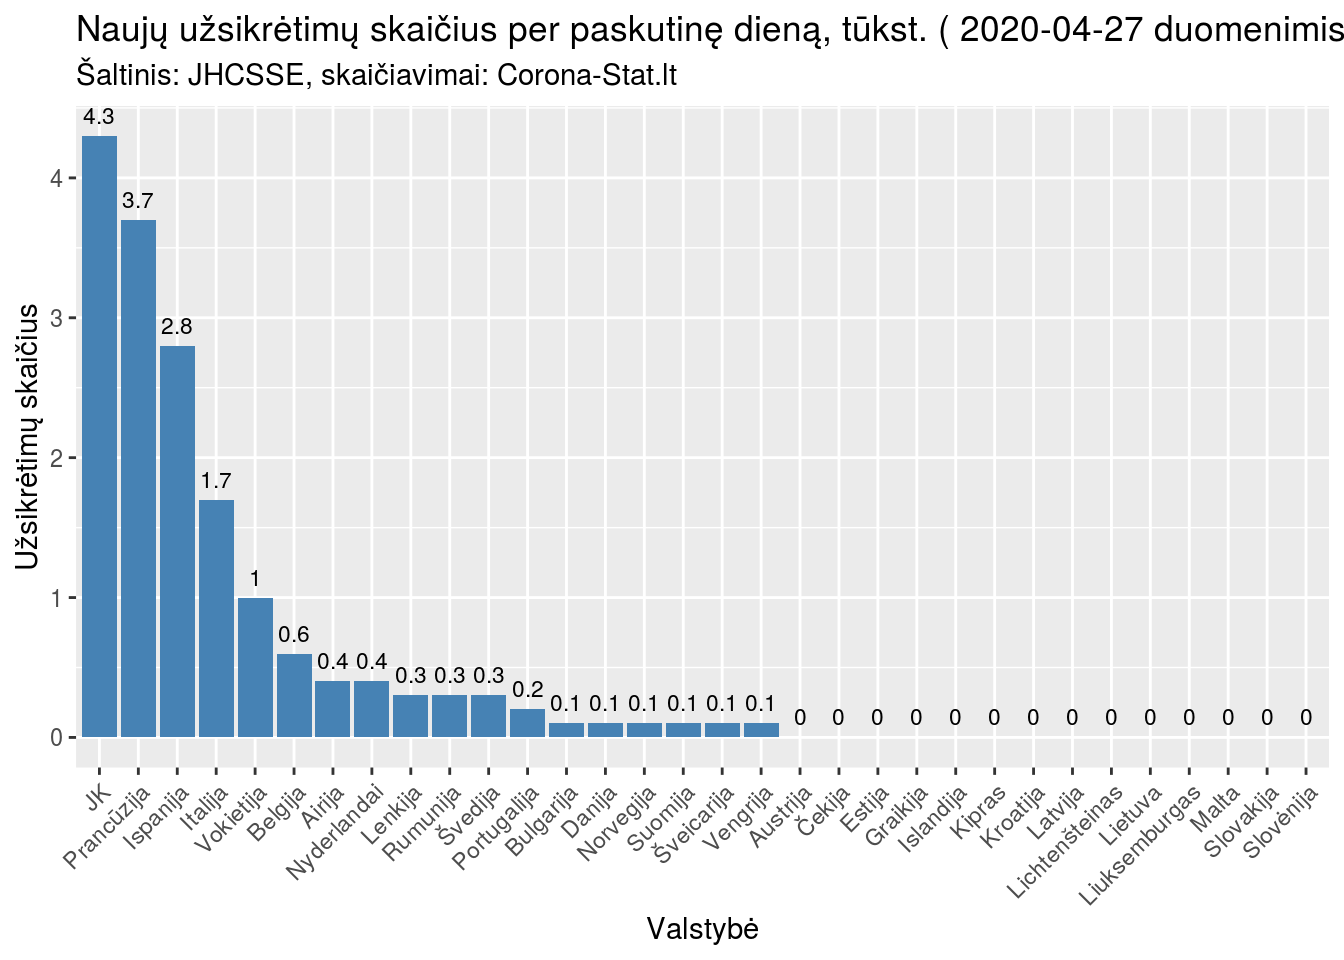 Naujų užsikrėtimų skaičius per paskutinę dieną, tūkst. ( 2020-04-27 duomenimis
Šaltinis: JHCSSE, skaičiavimai: Corona-Stat.lt
Užsikrėtimų skaičius
4
3
2
1
0
4.3
3.7
2.8
1.7
1
0.6
0.4
0.4
0.3
0.3
0.3
0.2
0.1
0.1
0.1
0.1
0.1
0.1
0
0
0
0
0
0
0
0
0
0
0
0
0
0
JK
Prancūzija
Ispanija
Italija
Vokietija
Belgija
Airija
Nyderlandai
Lenkija
Rumunija
Švedija
Portugalija
Bulgarija
Danija
Norvegija
Suomija
Šveicarija
Vengrija
Austrija
Čekija
Estija
Graikija
Islandija
Kipras
Kroatija
Latvija
Lichtenšteinas
Lietuva
Liuksemburgas
Malta
Slovakija
Slovėnija
Valstybė